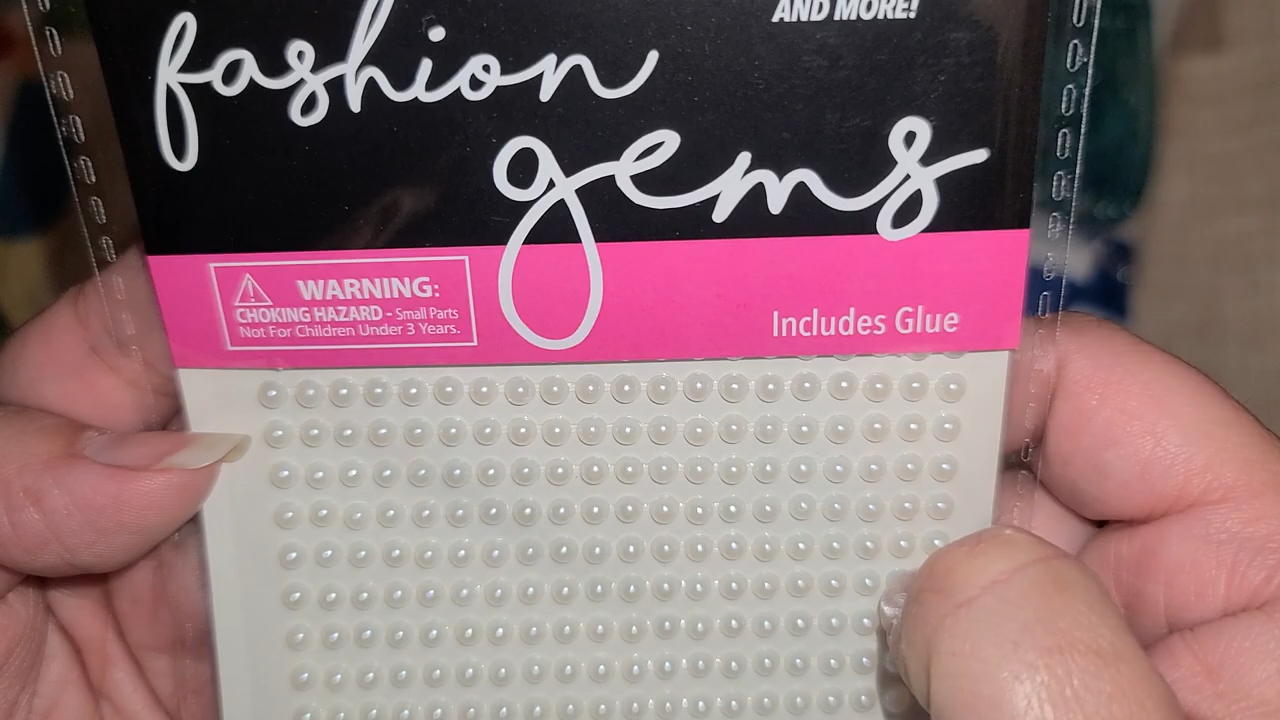 AND MORE!
fashion
gems
WARNING:
CHOKING HAZARD - Small Parts
Not For Children Under 3 Years.
Includes Glue